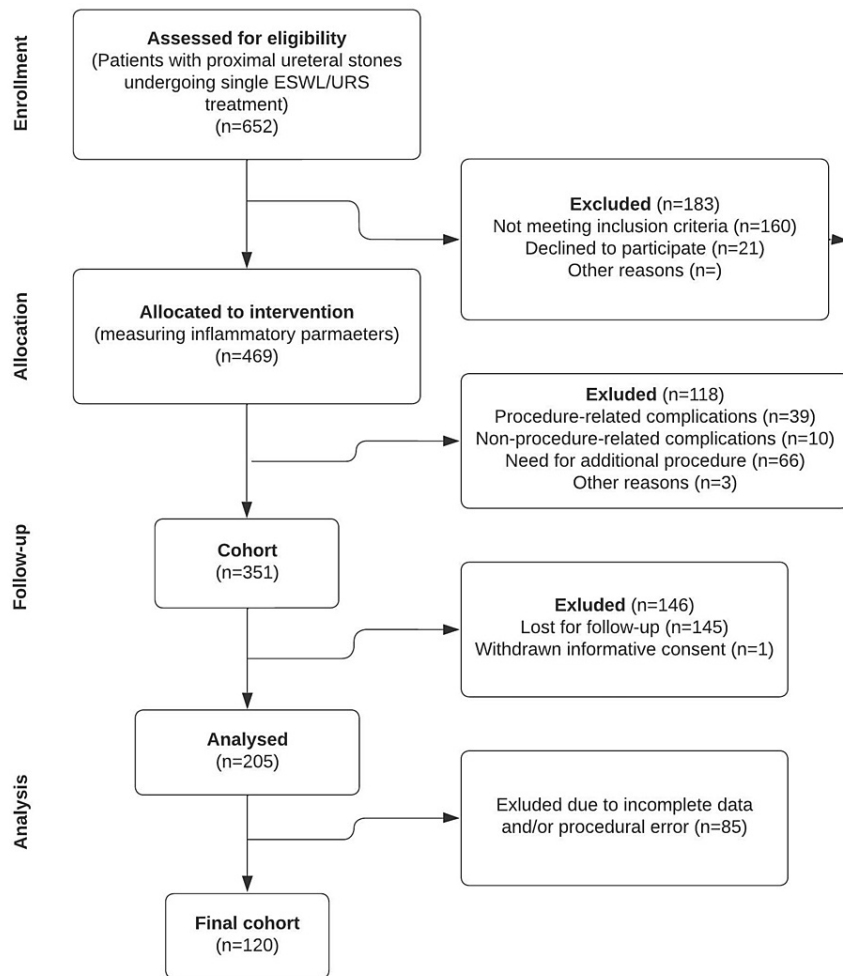 Enrollment
Assessed for eligibility
(Patients with proximal ureteral stones
undergoing single ESWL/URS
treatment)
(n=652)
Excluded (n=183)
Not meeting inclusion criteria (n=160)
Declined to participate (n=21)
Other reasons (n=)
Allocation
Allocated to intervention
(measuring inflammatory parmaeters)
(n=469)
Exluded (n=118)
Procedure-related complications (n=39)
Non-procedure-related complications (n=10)
Need for additional procedure (n=66)
Other reasons (n=3)
Follow-up
Cohort
(n=351)
Exluded (n=146)
Lost for follow-up (n=145)
Withdrawn informative consent (n=1)
Analysis
Analysed
(n=205)
Exluded due to incomplete data
and/or procedural error (n=85)
Final cohort
(n=120)